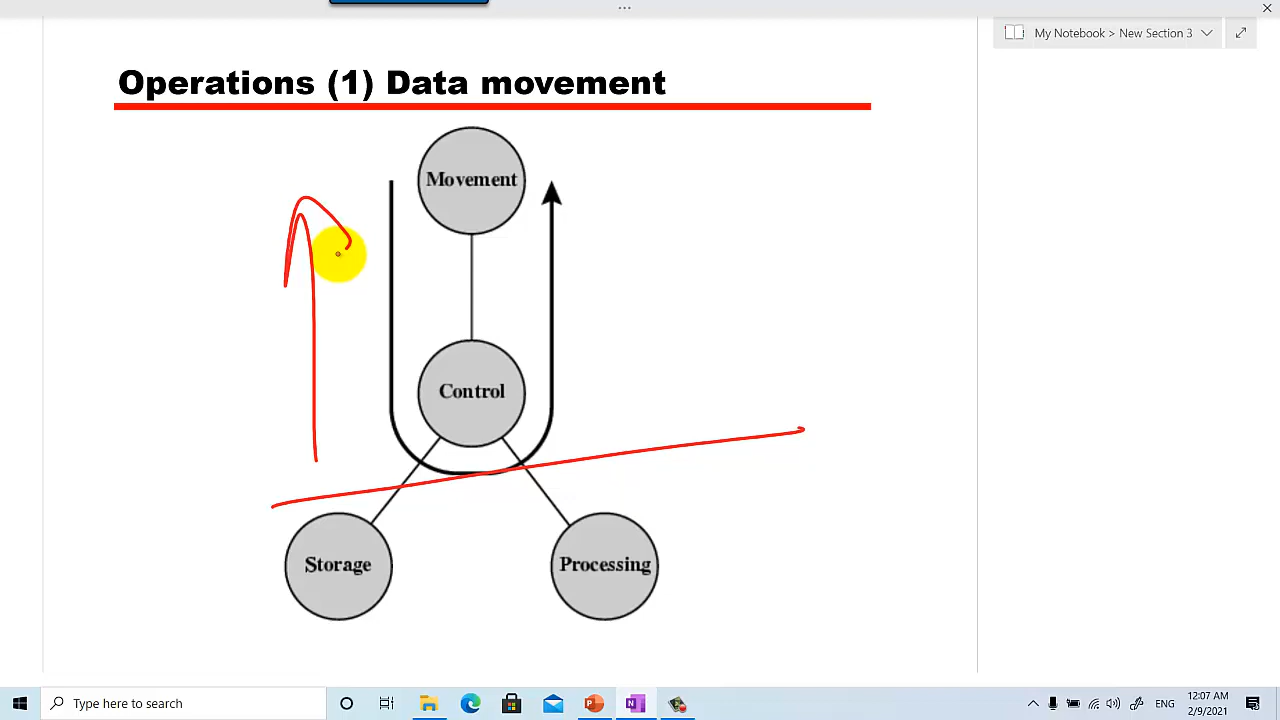 ...
My Notebook > New Section 3
Operations (1) Data movement
Movement
Control
Storage
Processing
Type here to search
ENG
12:07 AM
2/9/2021